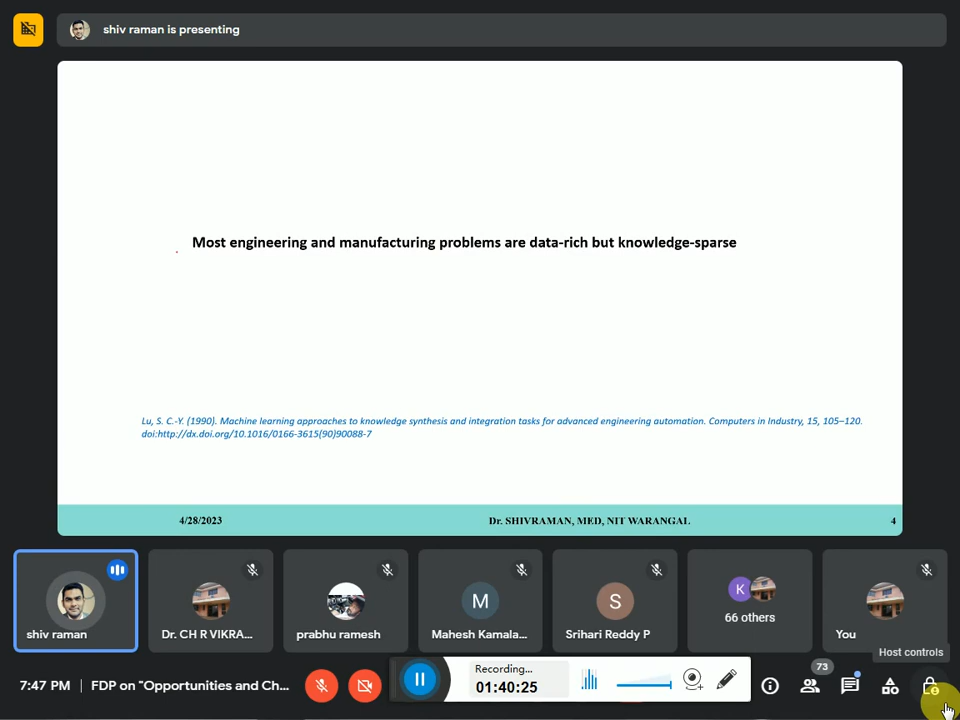 shiv raman is presenting
Most engineering and manufacturing problems are data-rich but knowledge-sparse
Lu, S. C.-Y. (1990). Machine learning approaches to knowledge synthesis and integration tasks for advanced engineering automation. Computers in Industry, 15, 105–120.
doi:http://dx.doi.org/10.1016/0166-3615(90)90088-7
4/28/2023
Dr. SHIVRAMAN, MED, NIT WARANGAL
4
shiv raman
Dr. CH R VIKRA...
prabhu ramesh
M
Mahesh Kamala...
S
Srihari Reddy P
K
66 others
You
Host controls
7:47 PM | FDP on "Opportunities and Ch...
Recording...
01:40:25
73